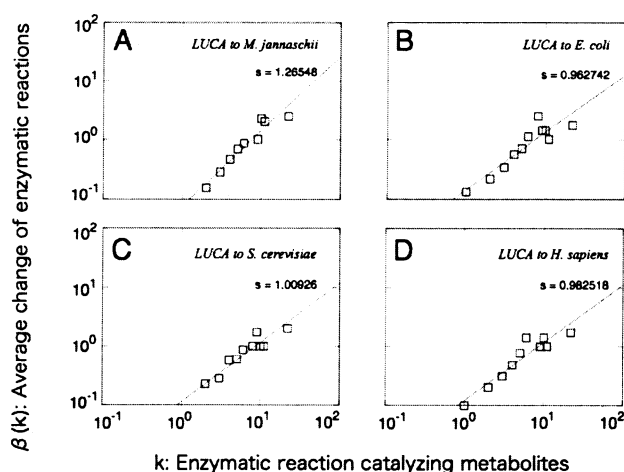 β(k): Average change of enzymatic reactions
10²
10¹
10⁰
10⁻¹
A
LUCA to M. jannaschii
s = 1.26548
B
LUCA to E. coli
s = 0.962742
10²
10¹
10⁰
10⁻¹
C
LUCA to S. cerevisiae
s = 1.00926
D
LUCA to H. sapiens
s = 0.982518
10⁻¹ 10⁰ 10¹ 10²
10⁻¹ 10⁰ 10¹ 10²
k: Enzymatic reaction catalyzing metabolites